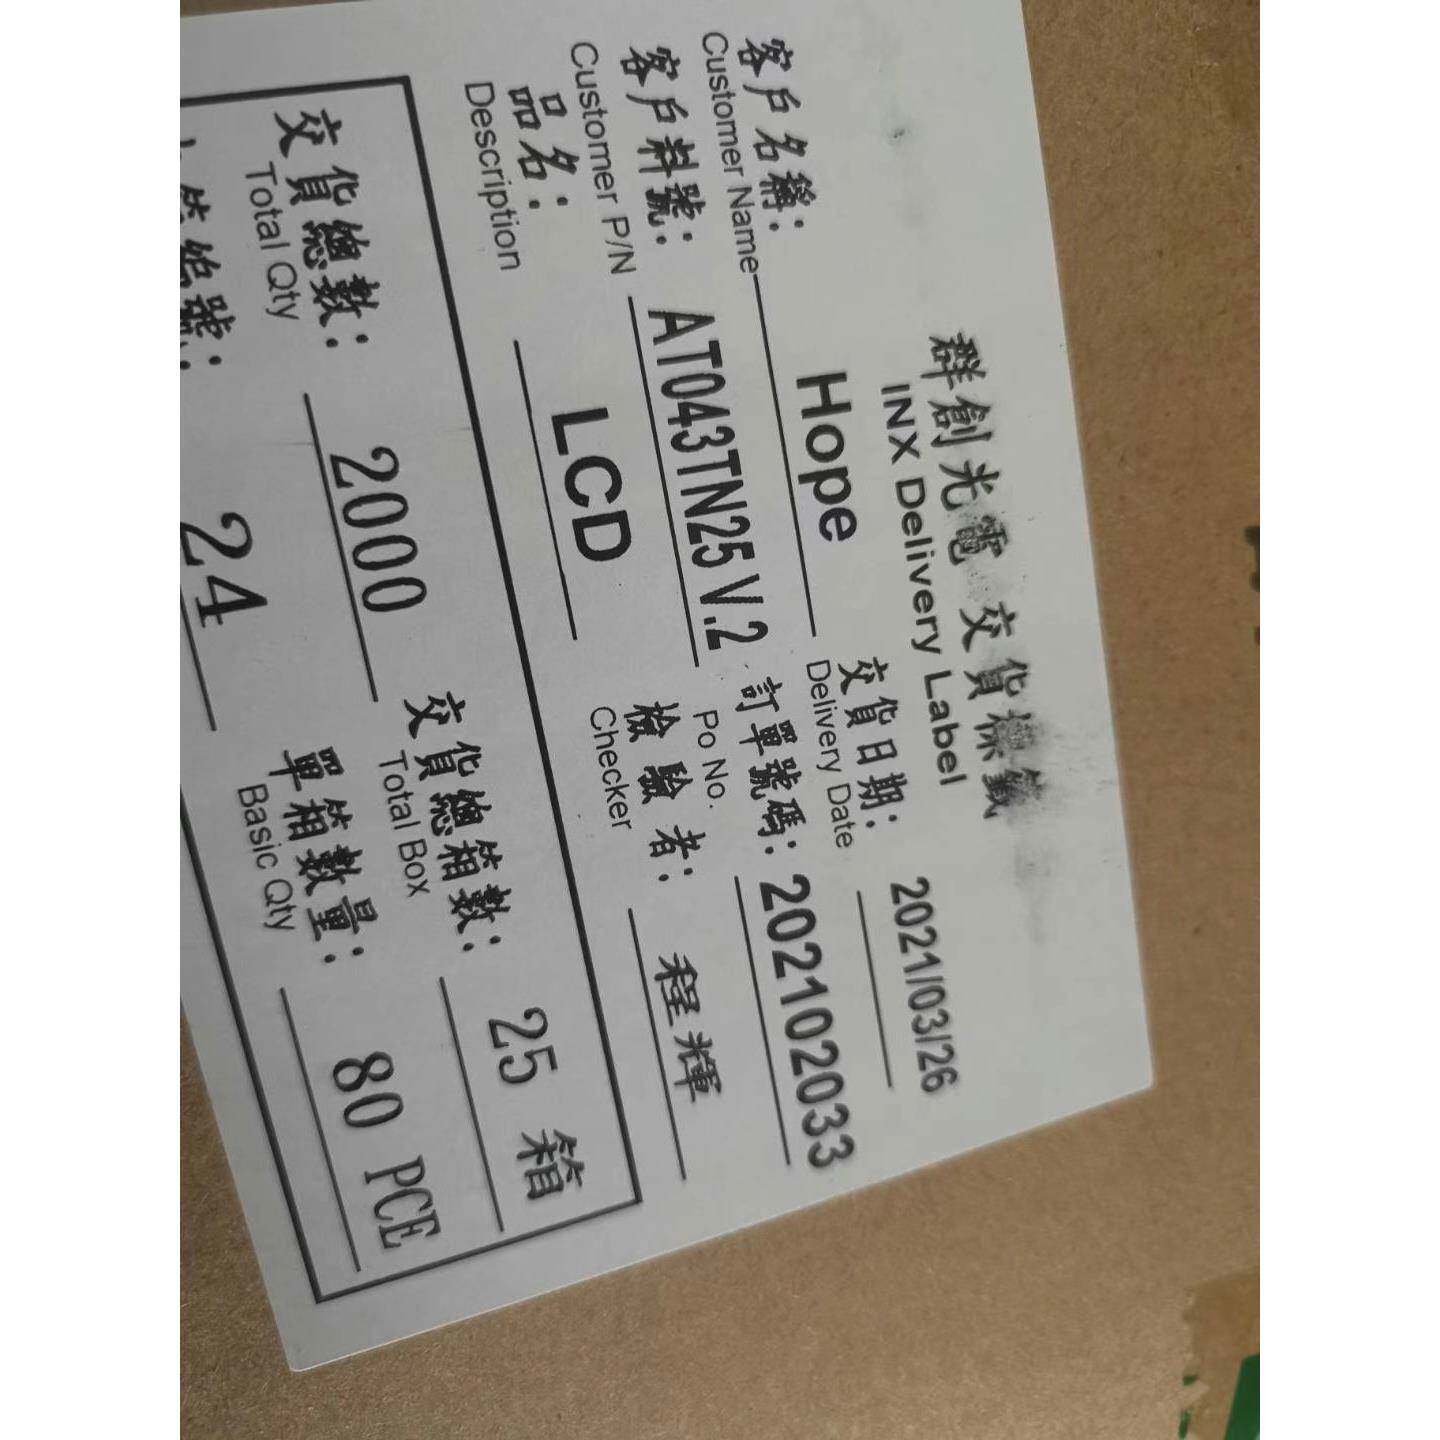 群創光電 交貨標籤
INX Delivery Label
客戶名稱： Hope 交貨日期： 2021/03/26
Customer Name Delivery Date
客戶料號： AT043TN25 V.2 訂單號碼： 202102033
Customer P/N Po No.
品名： LCD 檢驗者： 程輝
Description Checker
交貨總數： 2000 交貨總箱數： 25 箱
Total Qty Total Box
箱號： 24 單箱數量： 80 PCE
Basic Qty